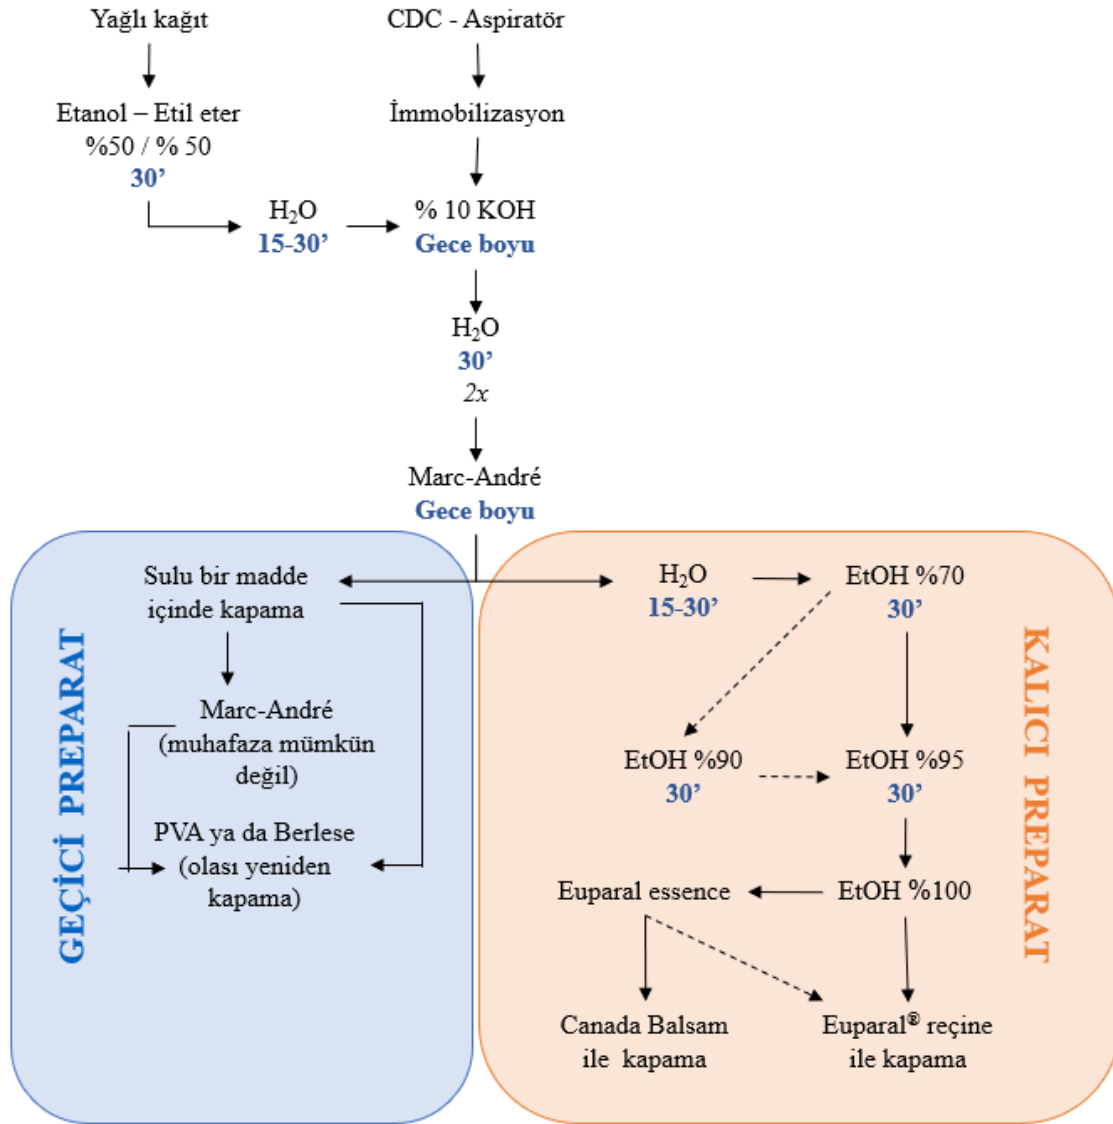 Yağlı kağıt
CDC - Aspiratör
Etanol – Etil eter
%50 / % 50
30’
İmmobilizasyon
H₂O
15-30’
% 10 KOH
Gece boyu
H₂O
30’
2x
Marc-André
Gece boyu
GEÇİCİ PREPARAT
Sulu bir madde
içinde kapama
Marc-André
(muhafaza mümkün
değil)
PVA ya da Berlese
(olası yeniden
kapama)
H₂O
15-30’
EtOH %70
30’
EtOH %90
30’
EtOH %95
30’
Euparal essence
EtOH %100
Canada Balsam
ile kapama
Euparal® reçine
ile kapama
KALICI PREPARAT